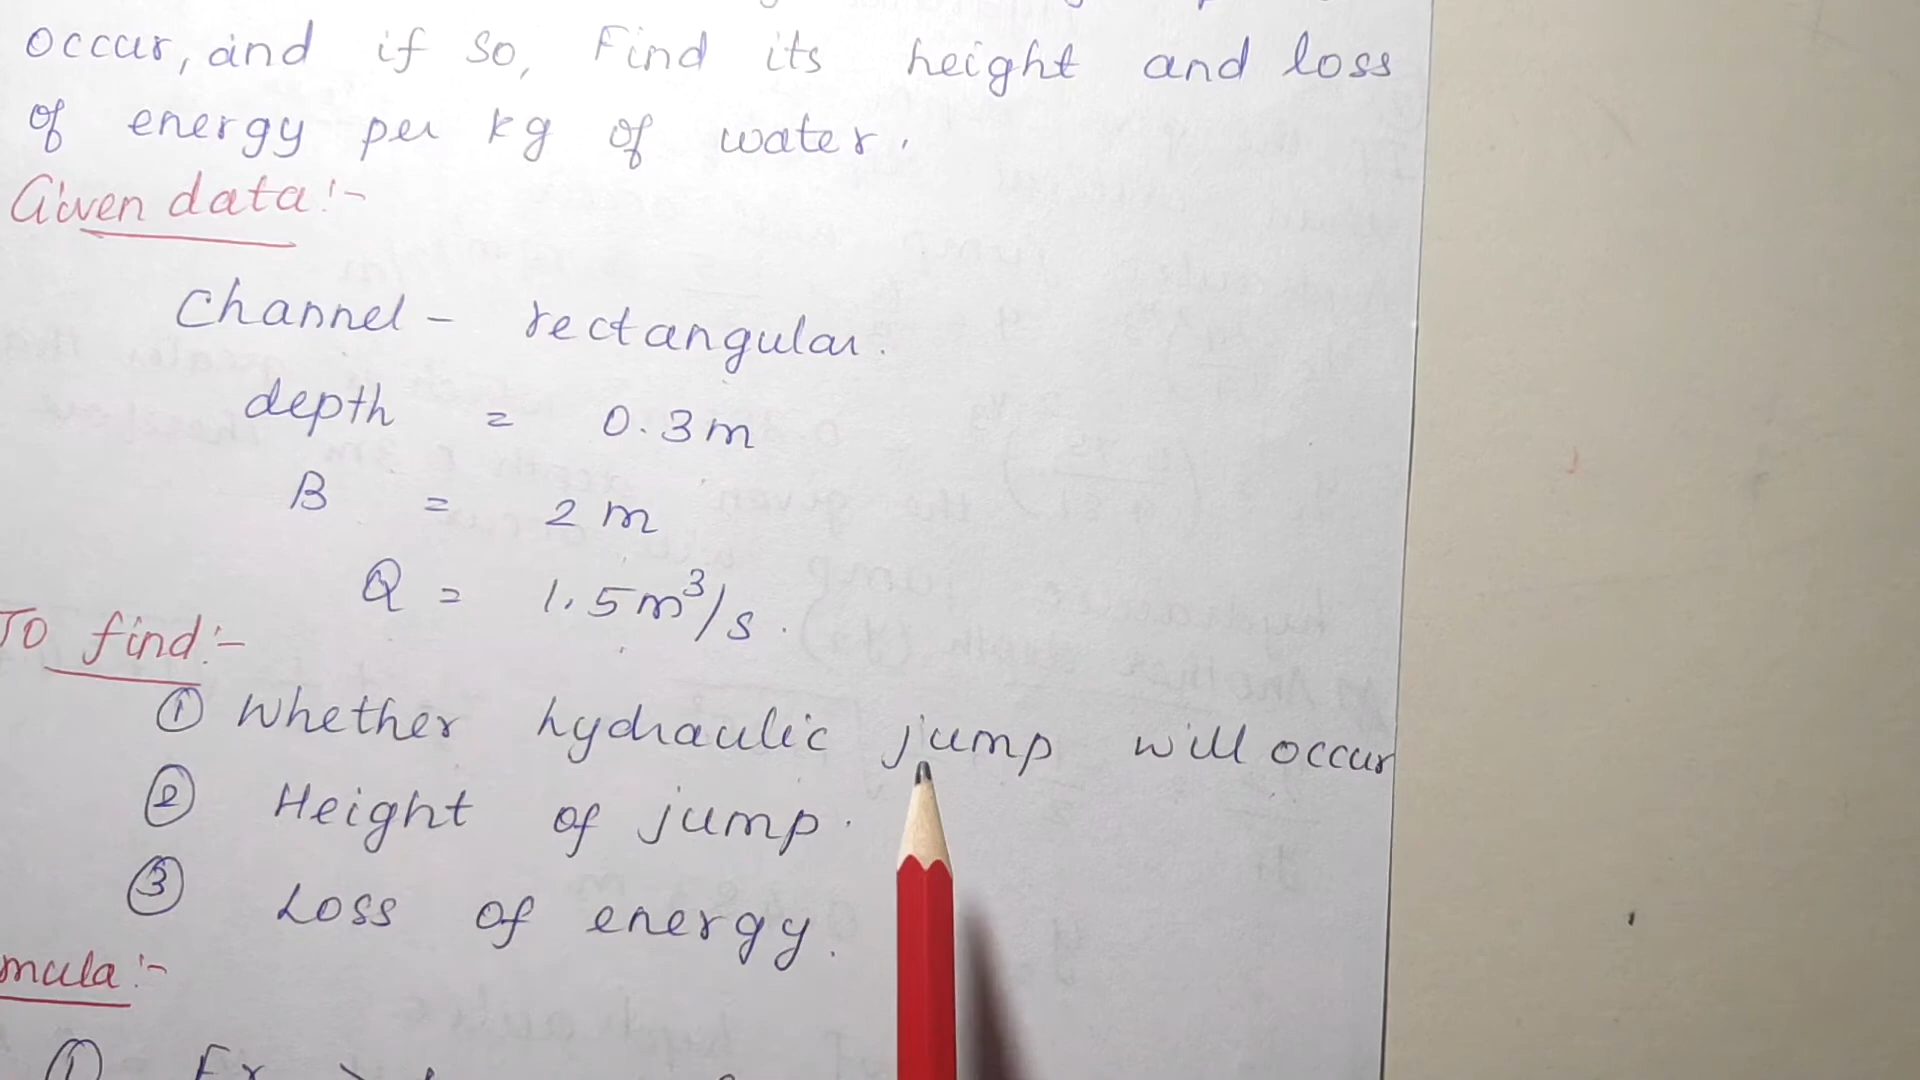 occur, and if so, Find its height and loss
of energy per kg of water.
Given data:-
Channel - rectangular.
depth = 0.3m
B = 2m
Q = 1.5m³/s.
To find:-
① Whether hydraulic jump will occur
② Height of jump.
③ Loss of energy.
mula:-
①